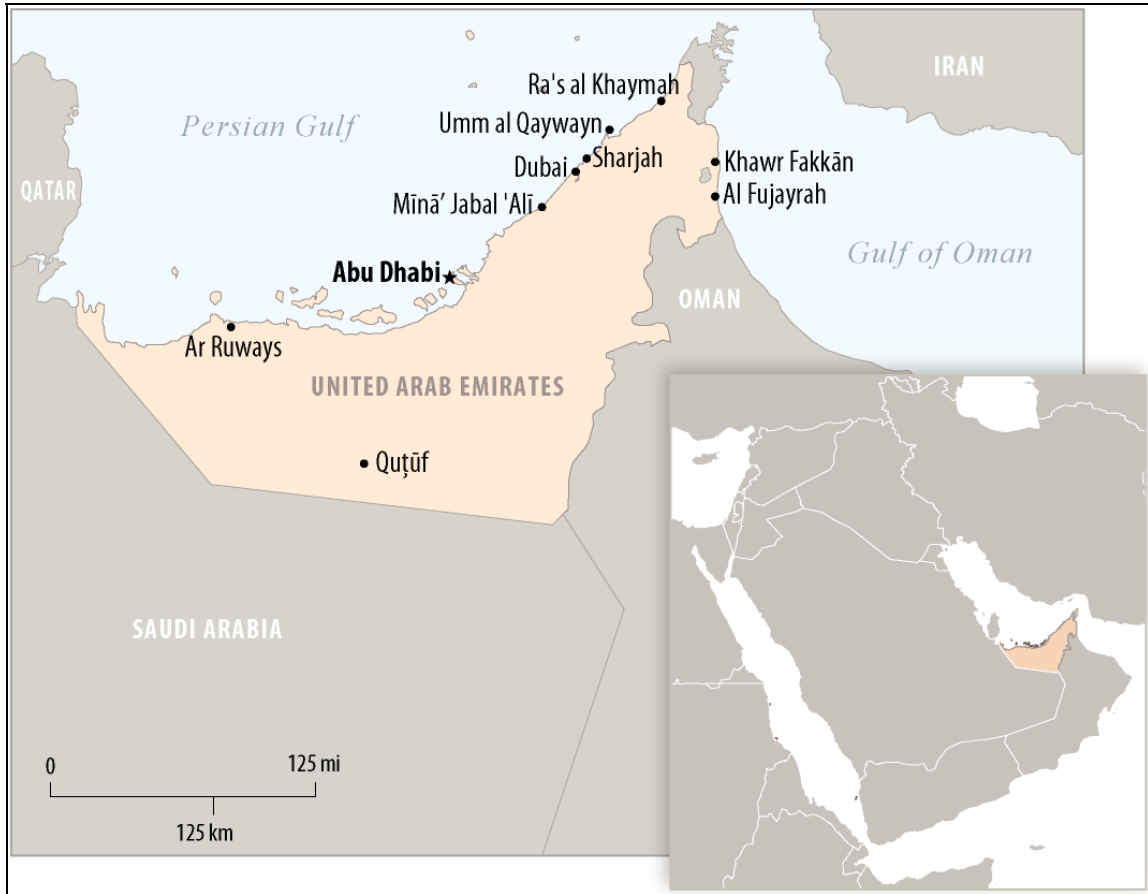 IRAN
Ra's al Khaymah
Persian Gulf
Umm al Qaywayn
Sharjah
Khawr Fakkān
Dubai
QATAR
Al Fujayrah
Mīnā’ Jabal 'Alī
Gulf of Oman
Abu Dhabi
OMAN
Ar Ruways
UNITED ARAB EMIRATES
Quṭūf
SAUDI ARABIA
0
125 mi
125 km